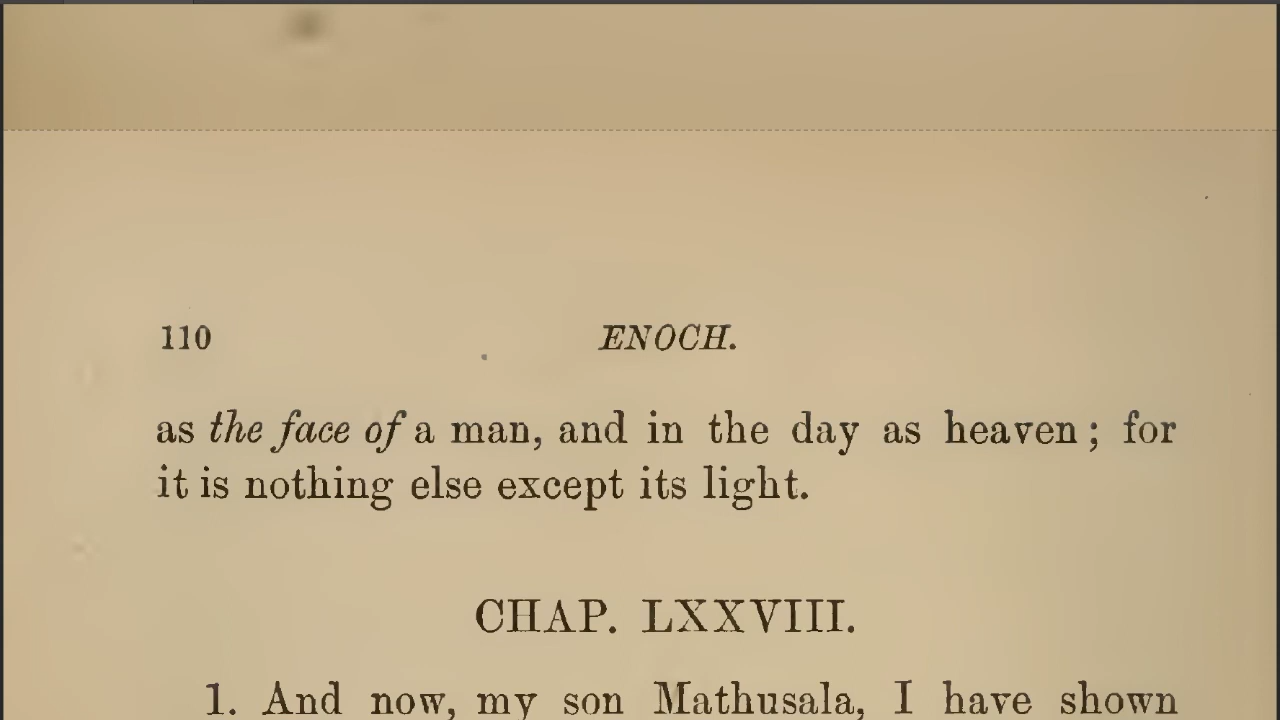 110 ENOCH.
as the face of a man, and in the day as heaven; for
it is nothing else except its light.
CHAP. LXXVIII.
1. And now, my son Mathusala, I have shown